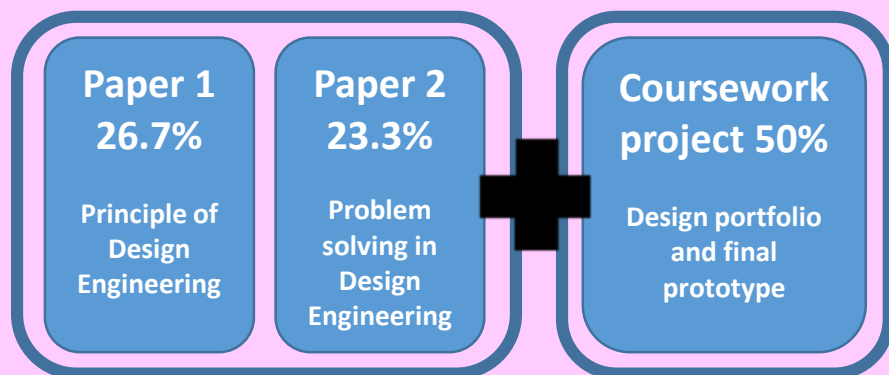 Paper 1
26.7%
Principle of
Design
Engineering
Paper 2
23.3%
Problem
solving in
Design
Engineering
Coursework
project 50%
Design portfolio
and final
prototype